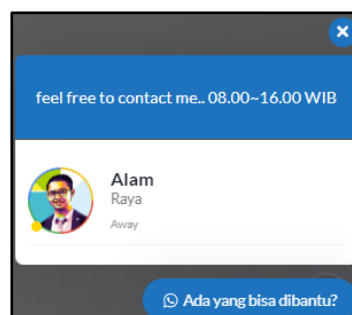 feel free to contact me.. 08.00~16.00 WIB
Alam
Raya
Away
Ada yang bisa dibantu?